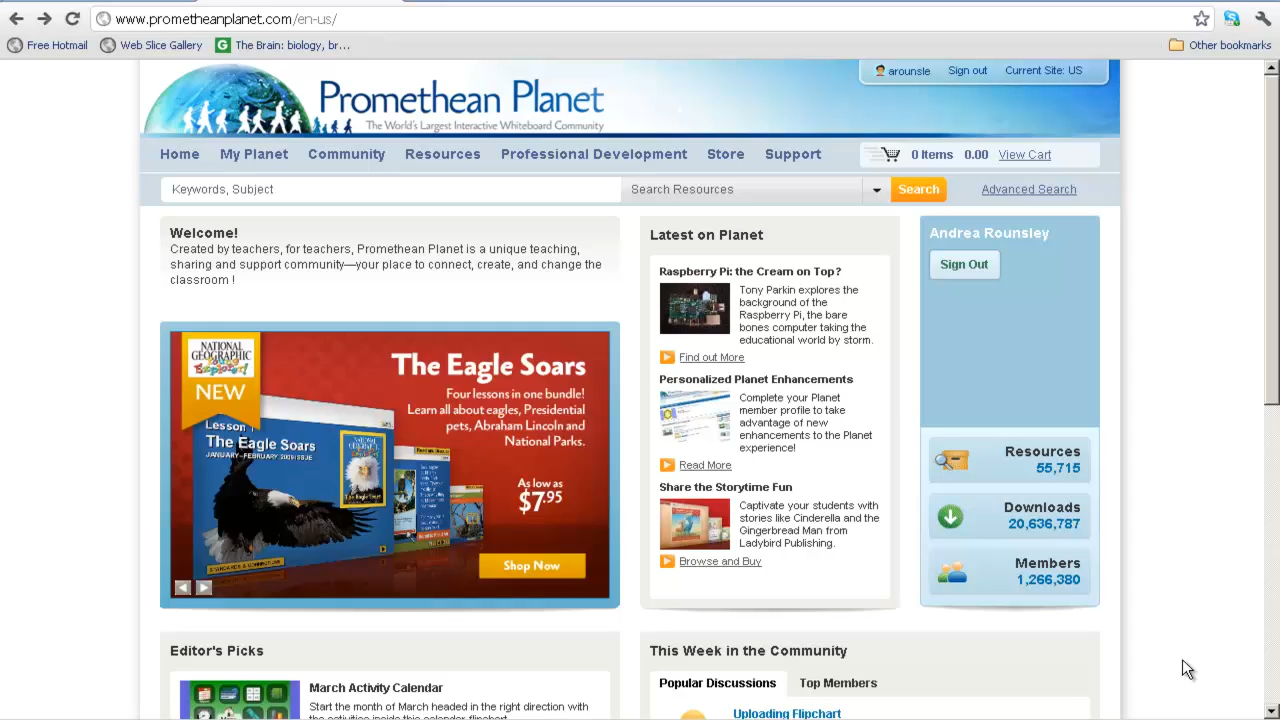 www.prometheanplanet.com/en-us/
Free Hotmail
Web Slice Gallery
The Brain: biology, br...
Other bookmarks
Promethean Planet
The World's Largest Interactive Whiteboard Community
arounsle
Sign out
Current Site: US
Home
My Planet
Community
Resources
Professional Development
Store
Support
0 Items 0.00 View Cart
Keywords, Subject
Search Resources
Search
Advanced Search
Welcome!
Created by teachers, for teachers, Promethean Planet is a unique teaching,
sharing and support community—your place to connect, create, and change the
classroom !
NATIONAL
GEOGRAPHIC
Explorer!
NEW
The Eagle Soars
Four lessons in one bundle!
Learn all about eagles, Presidential
pets, Abraham Lincoln and
National Parks.
As low as
$7.95
Shop Now
Lesson 1
The Eagle Soars
JANUARY-FEBRUARY 2009 ISSUE
STANDARDS & CONNECTIONS
Latest on Planet
Raspberry Pi: the Cream on Top?
Tony Parkin explores the
background of the
Raspberry Pi, the bare
bones computer taking the
educational world by storm.
Find out More
Personalized Planet Enhancements
Complete your Planet
member profile to take
advantage of new
enhancements to the Planet
experience!
Read More
Share the Storytime Fun
Captivate your students with
stories like Cinderella and the
Gingerbread Man from
Ladybird Publishing.
Browse and Buy
Andrea Rounsley
Sign Out
Resources
55,715
Downloads
20,636,787
Members
1,266,380
Editor's Picks
March Activity Calendar
Start the month of March headed in the right direction with
the activities inside this calendar flipchart.
This Week in the Community
Popular Discussions
Top Members
Uploading Flipchart